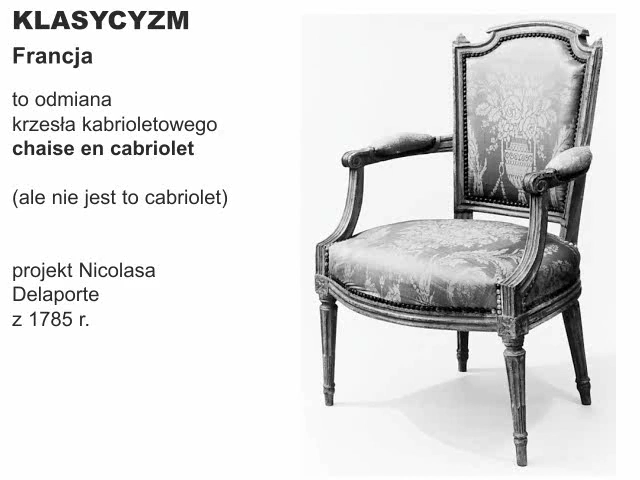 KLASYCYZM
Francja
to odmiana
krzesła kabrioletowego
chaise en cabriolet
(ale nie jest to cabriolet)
projekt Nicolasa
Delaporte
z 1785 r.